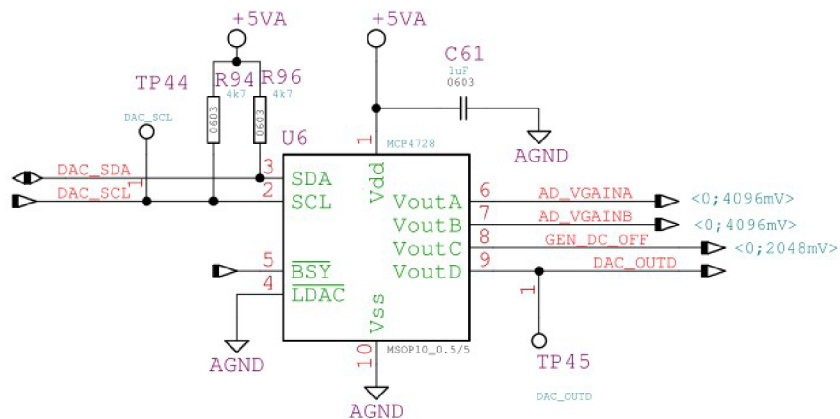 +5VA
+5VA
C61
1uF
0603
TP44
R94
R96
4k7
4k7
0603
0603
DAC_SCL
AGND
U6
1
MCP4728
DAC_SDA
3
SDA
Vdd
DAC_SCL
1
2
SCL
VoutA
6
AD_VGAINA
<0;4096mV>
VoutB
7
AD_VGAINB
<0;4096mV>
VoutC
8
GEN_DC_OFF
<0;2048mV>
5
BSY
VoutD
9
DAC_OUTD
4
LDAC
1
Vss
AGND
10
MSOP10_0.5/5
TP45
AGND
DAC_OUTD